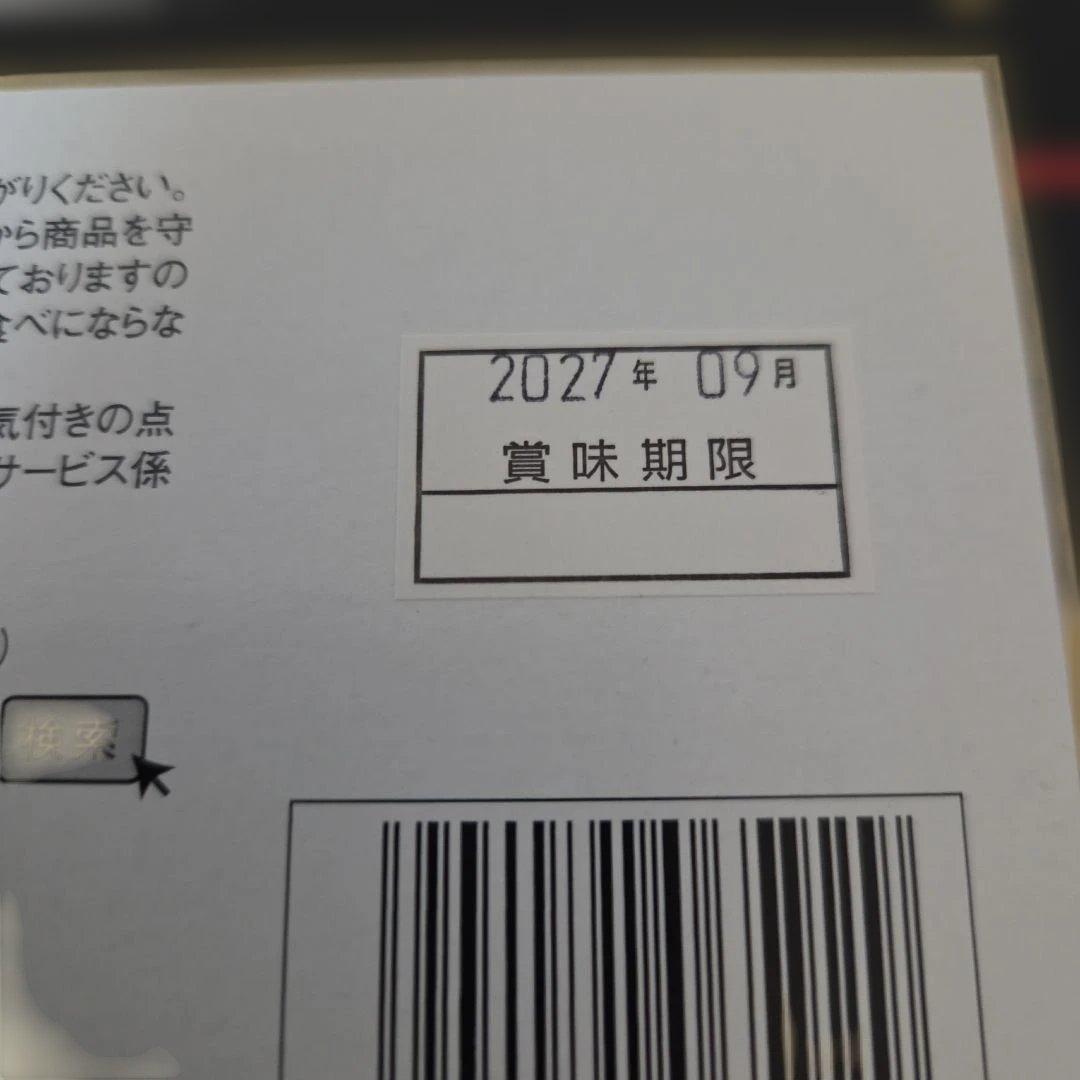 がりください。
から商品を守
ておりますの
食べにならな
気付きの点
サービス係
2027年 09月
賞味期限
)
検索